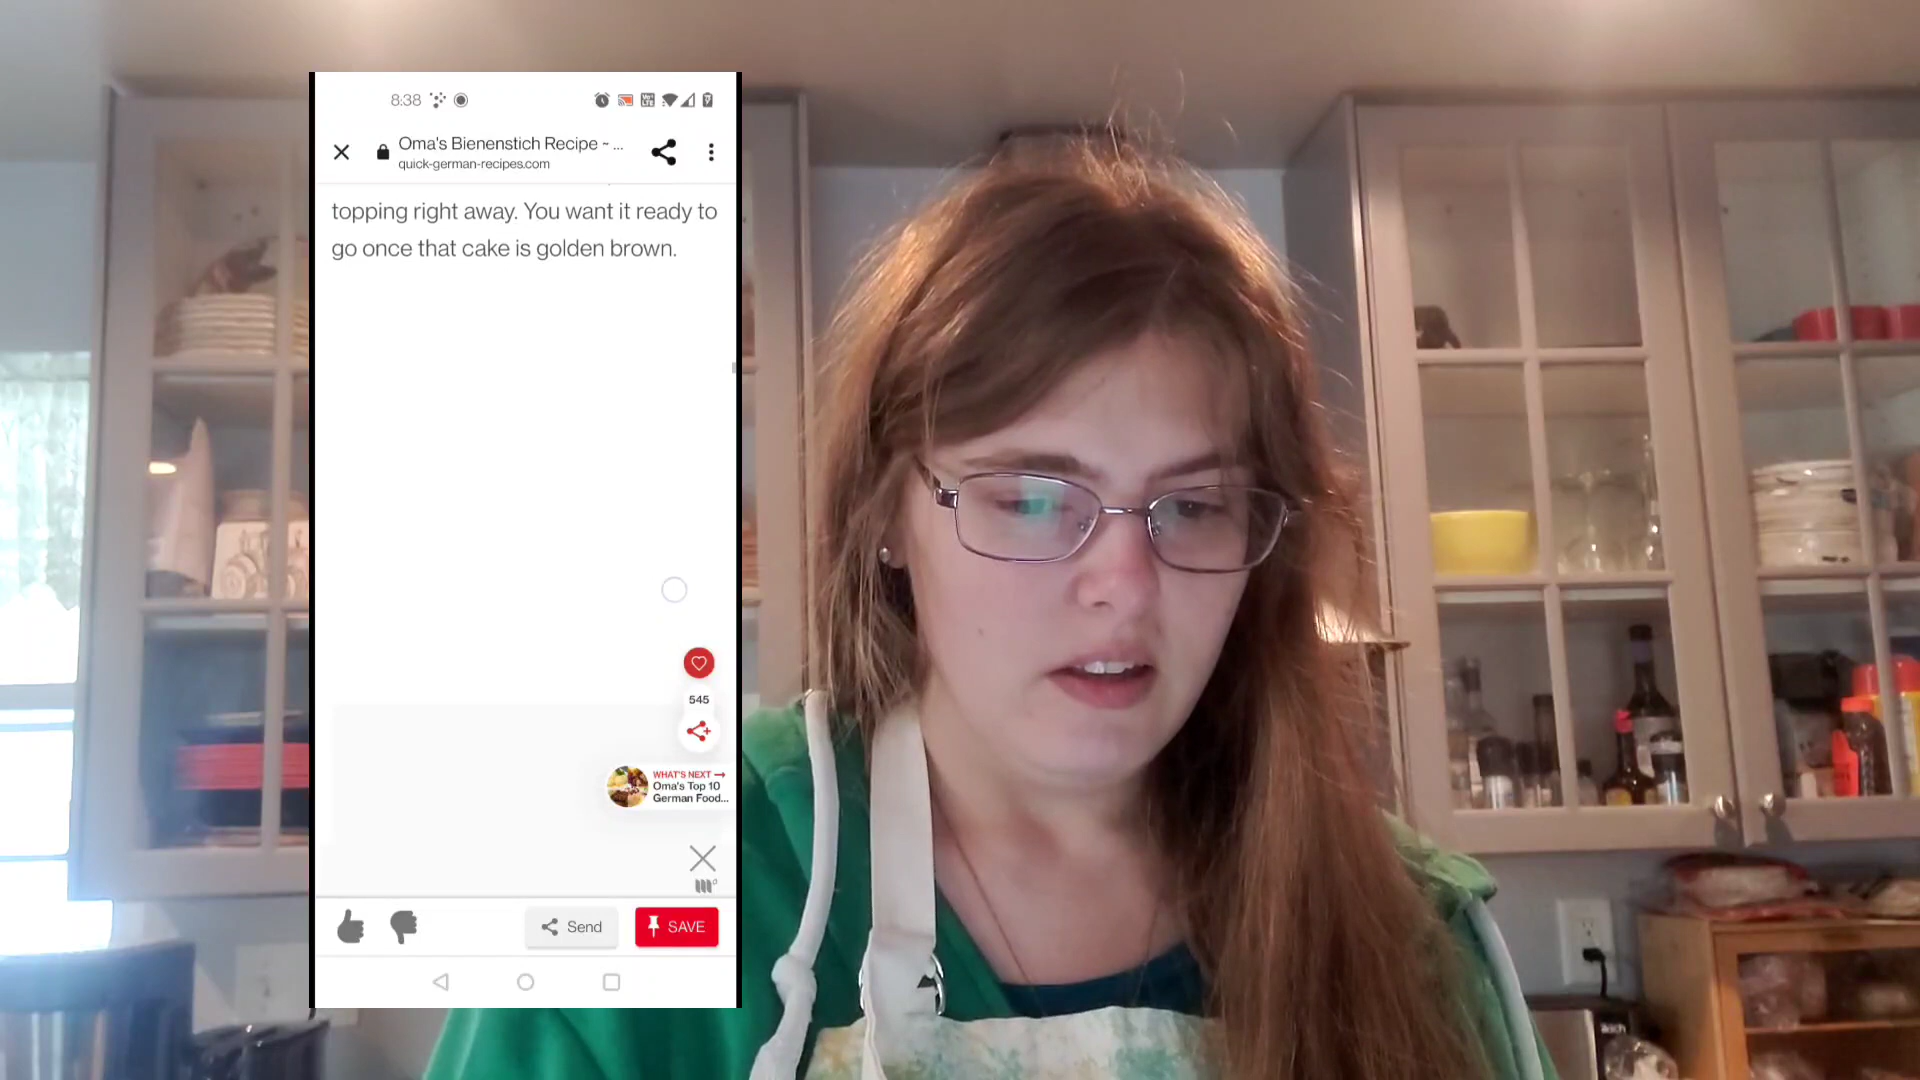 8:38
Oma's Bienenstich Recipe ~ ...
quick-german-recipes.com
topping right away. You want it ready to
go once that cake is golden brown.
545
WHAT'S NEXT →
Oma's Top 10
German Food...
Send
SAVE